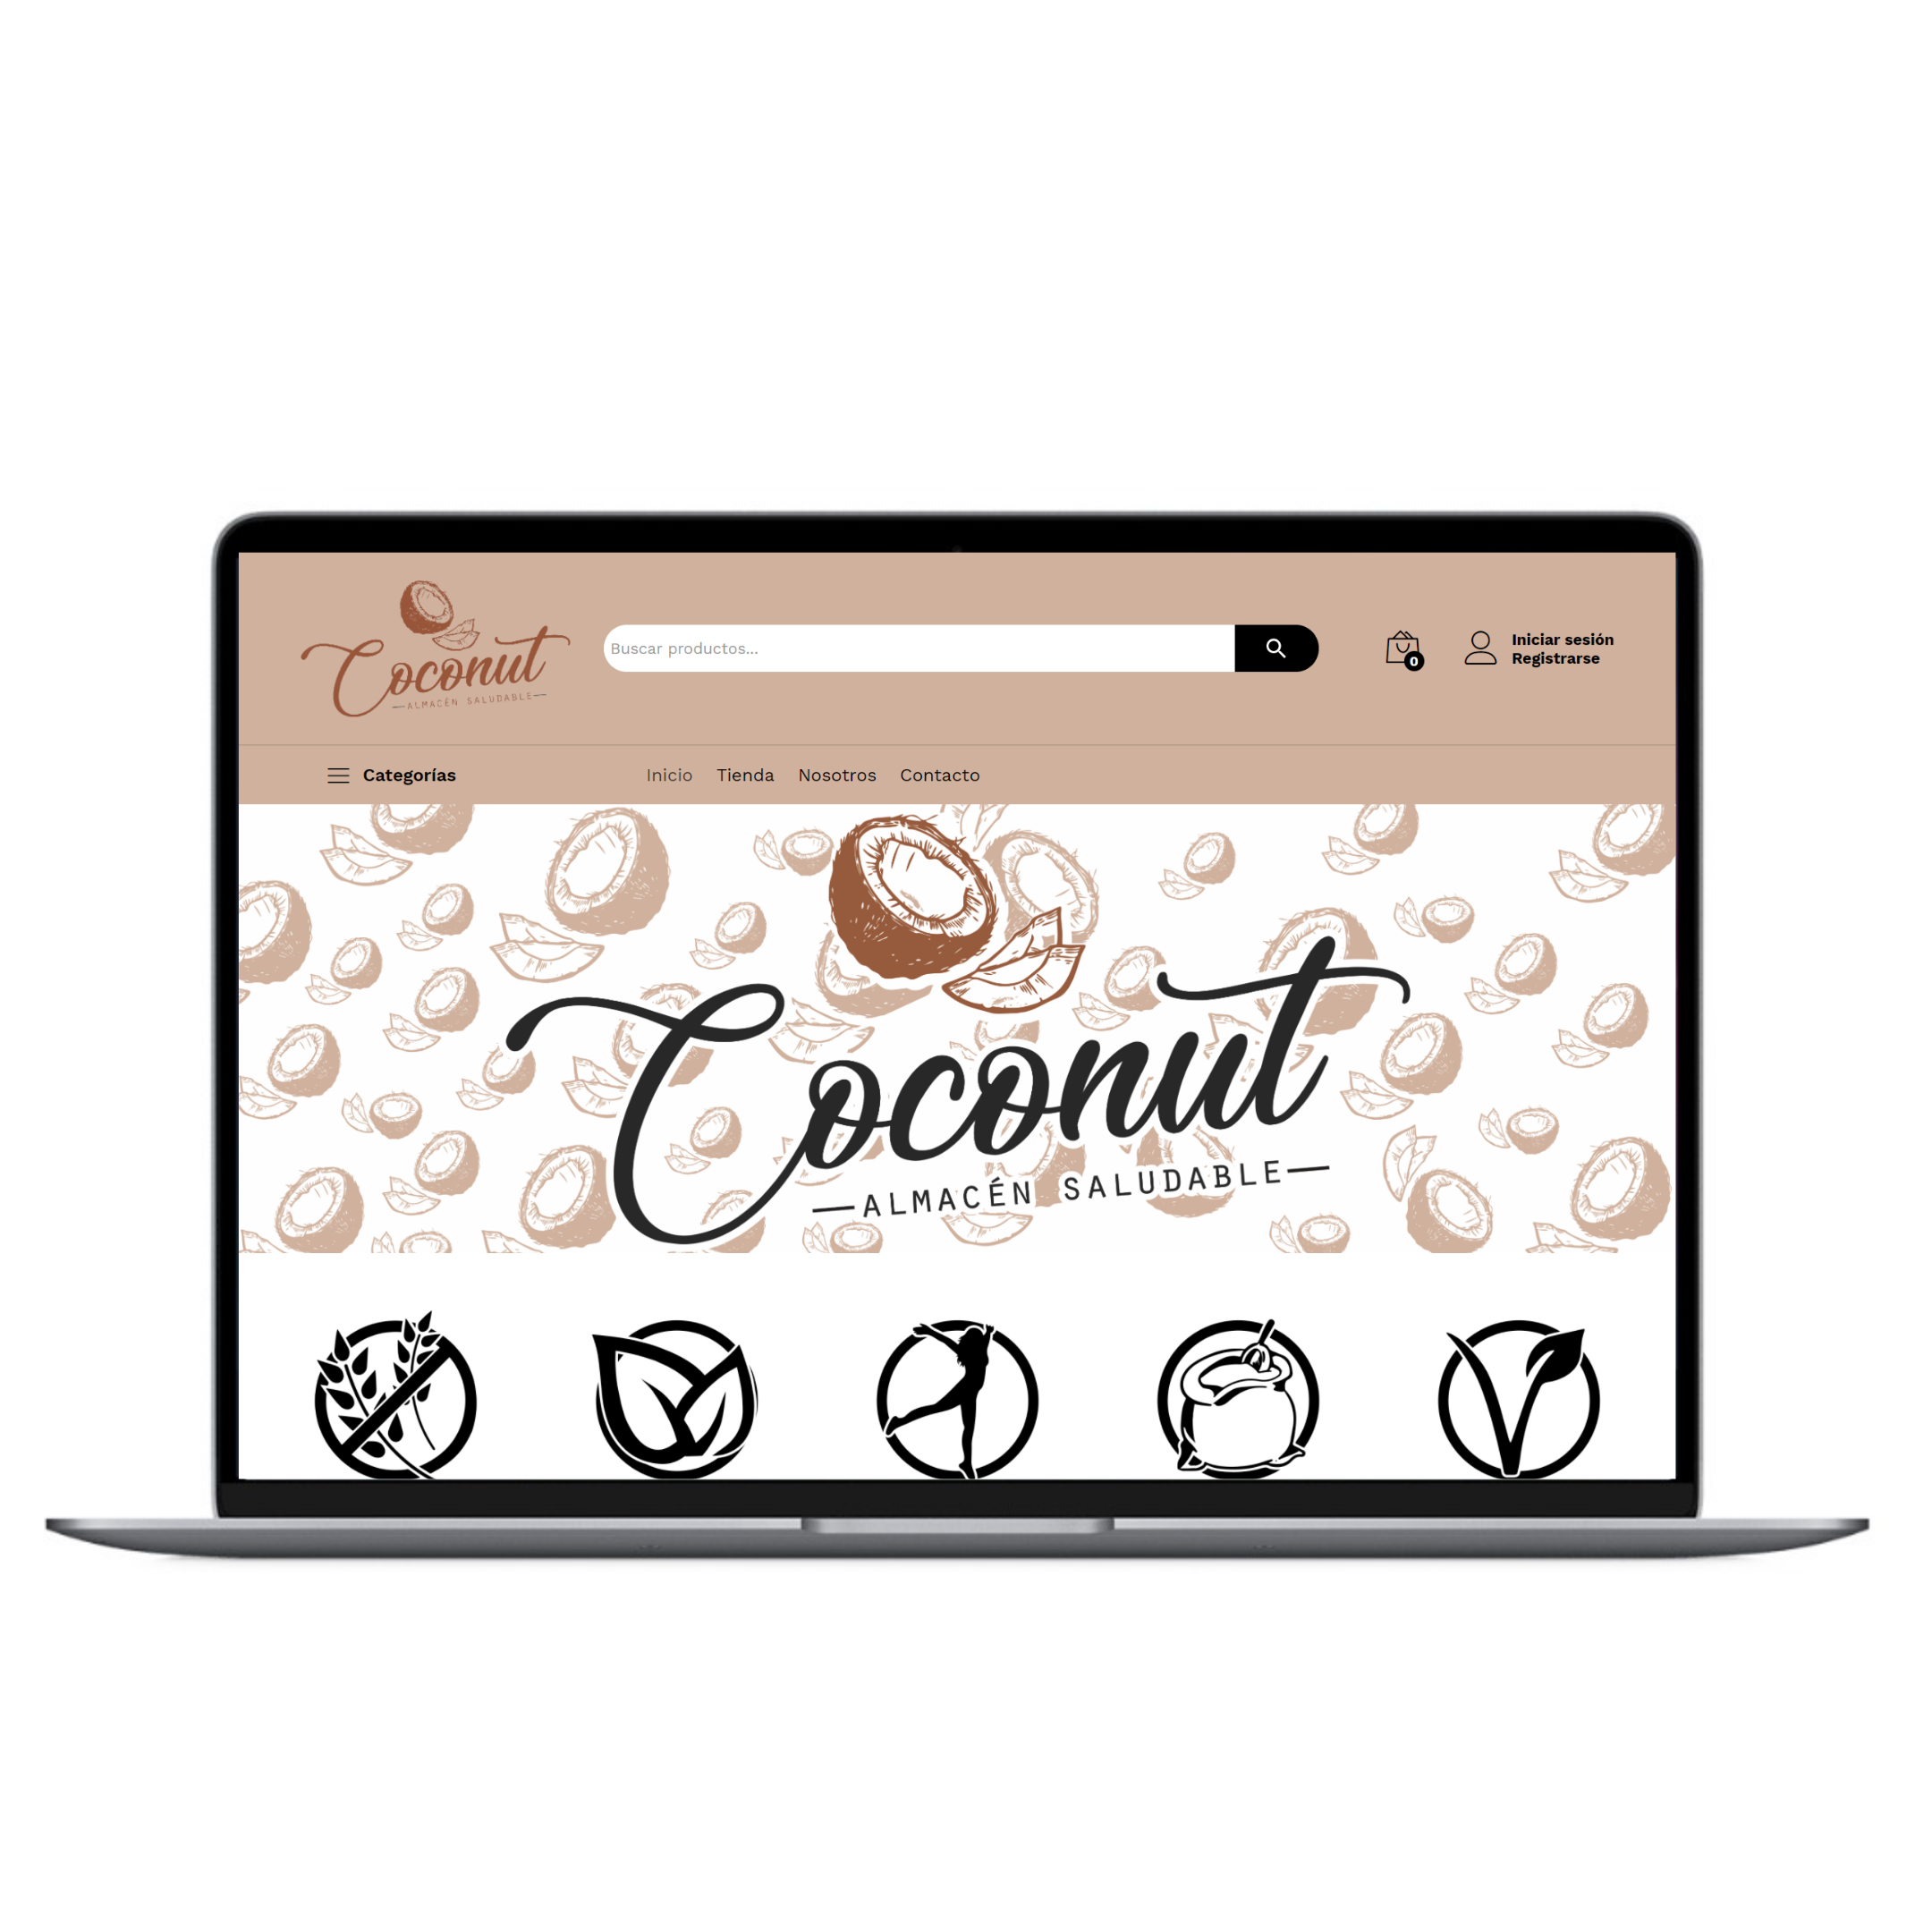 Coconut
—ALMACÉN SALUDABLE—
Buscar productos...
0
Iniciar sesión
Registrarse
Categorías
Inicio
Tienda
Nosotros
Contacto
Coconut
—ALMACÉN SALUDABLE—